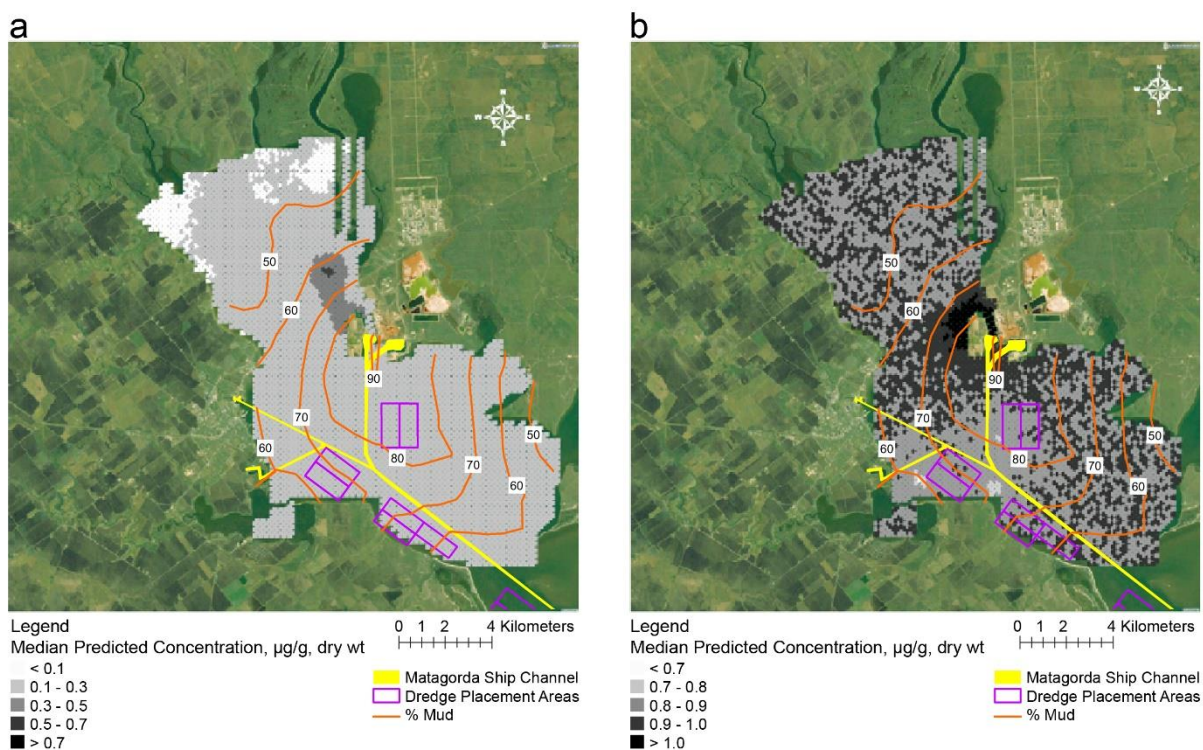 a
N
W E
S
50
60
90
70
60
80
70
50
60
Legend
Median Predicted Concentration, µg/g, dry wt
< 0.1
0.1 - 0.3
0.3 - 0.5
0.5 - 0.7
> 0.7
0 1 2 4 Kilometers
Matagorda Ship Channel
Dredge Placement Areas
% Mud
b
N
W E
S
50
60
90
70
60
80
70
50
60
Legend
Median Predicted Concentration, µg/g, dry wt
< 0.7
0.7 - 0.8
0.8 - 0.9
0.9 - 1.0
> 1.0
0 1 2 4 Kilometers
Matagorda Ship Channel
Dredge Placement Areas
% Mud